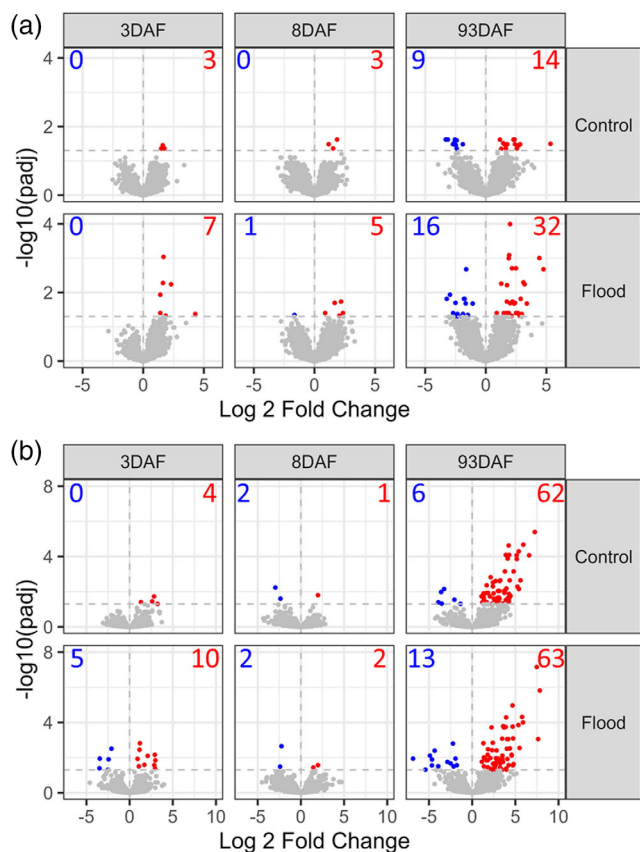 (a)
3DAF 8DAF 93DAF
4 0 3 0 3 9 14
2
0
Control
-log10(padj)
4 0 7 1 5 16 32
2
0
Flood
-5 0 5 -5 0 5 -5 0 5
Log 2 Fold Change
(b)
3DAF 8DAF 93DAF
8 0 4 2 1 6 62
4
0
Control
-log10(padj)
8 5 10 2 2 13 63
4
0
Flood
-5 0 5 10 -5 0 5 10 -5 0 5 10
Log 2 Fold Change